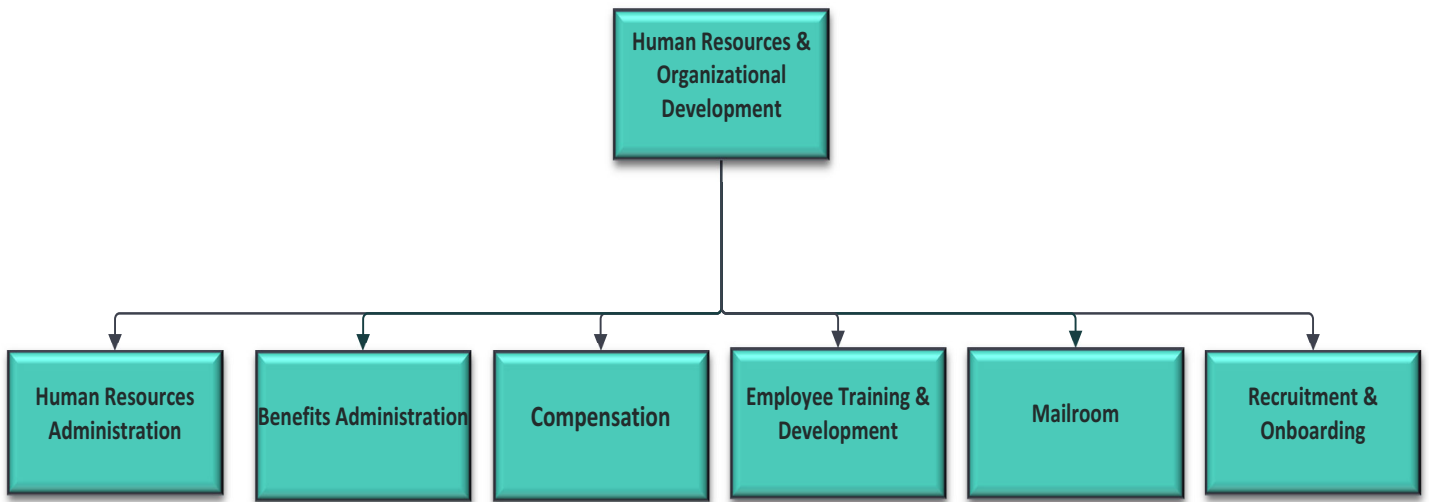 Human Resources &
Organizational
Development
Human Resources
Administration
Benefits Administration
Compensation
Employee Training &
Development
Mailroom
Recruitment &
Onboarding